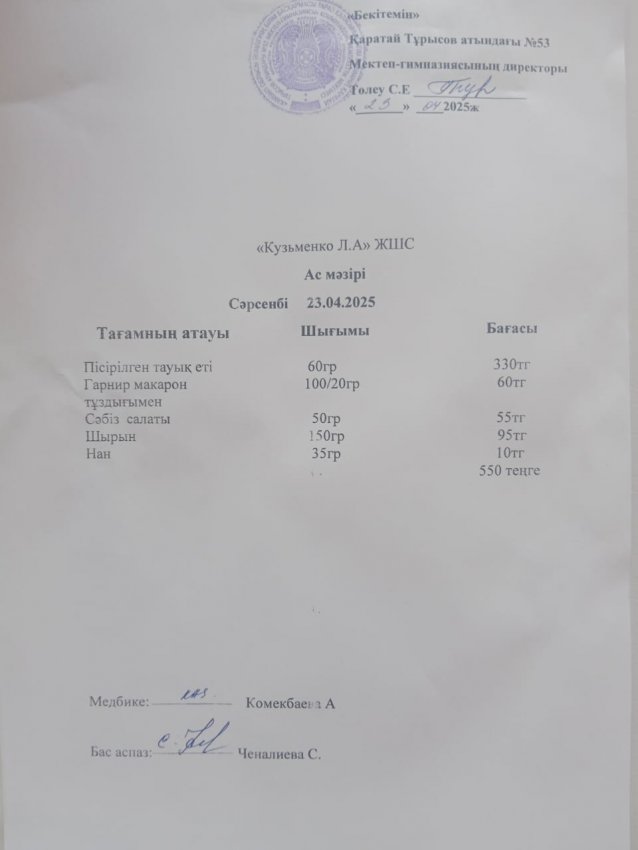 «Бекітемін»
Қаратай Тұрысов атындағы №53
Мектеп-гимназиясының директоры
Төлеу С.Е
« 23 » 04 2025ж
«Кузьменко Л.А» ЖШС
Ас мәзірі
Сәрсенбі 23.04.2025
Тағамның атауы Шығымы Бағасы
Пісірілген тауық еті 60гр 330тг
Гарнир макарон 100/20гр 60тг
тұздығымен
Сәбіз салаты 50гр 55тг
Шырын 150гр 95тг
Нан 35гр 10тг
550 теңге
Медбике: Комекбаева А
Бас аспаз: Ченалиева С.